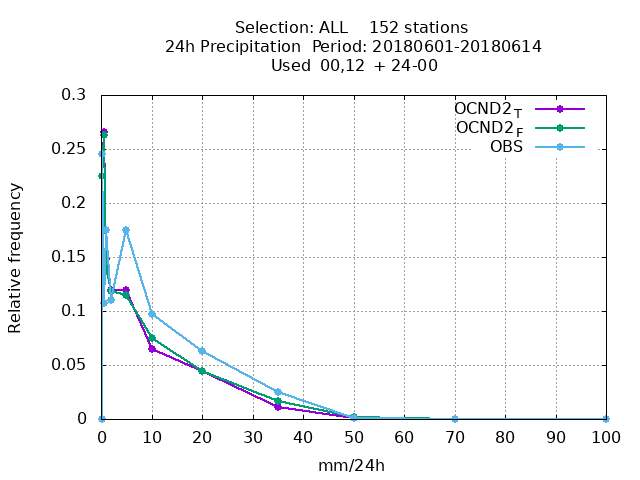 Selection: ALL    152 stations
24h Precipitation  Period: 20180601-20180614
Used  00,12  + 24-00
0.3
0.25
0.2
0.15
0.1
0.05
0
Relative frequency
OCND2T
OCND2F
OBS
0 10 20 30 40 50 60 70 80 90 100
mm/24h